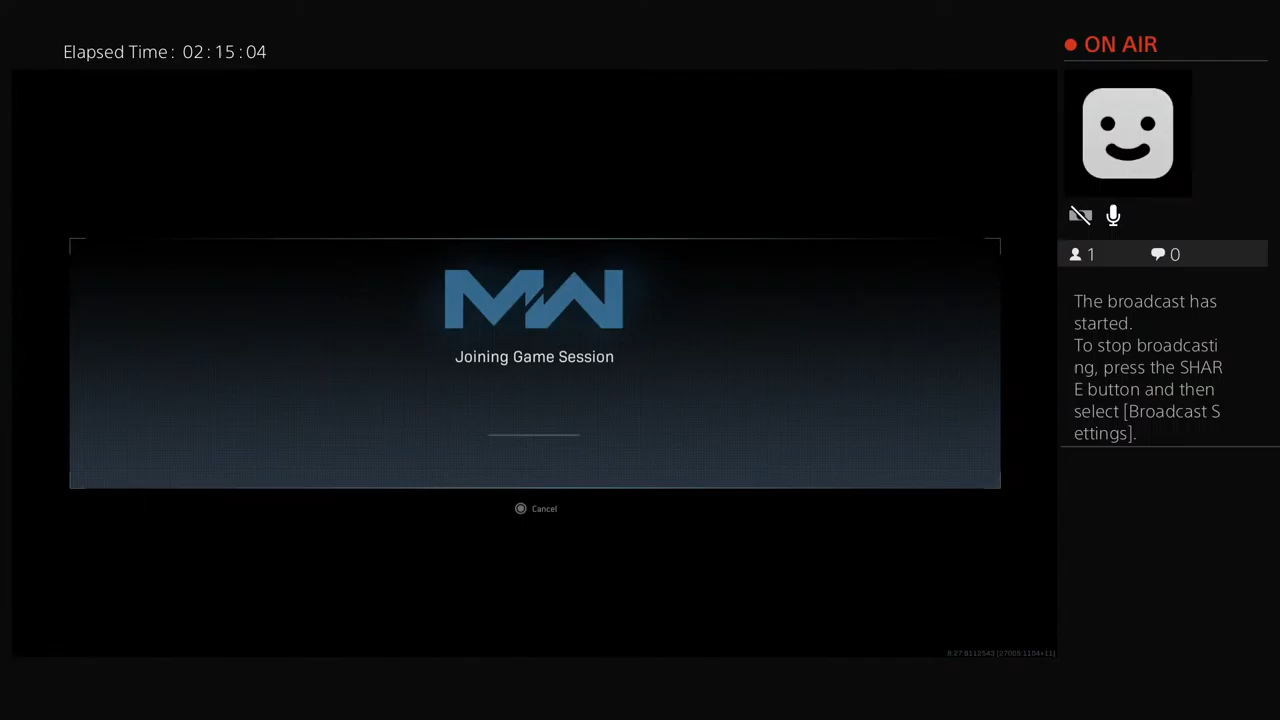 Elapsed Time: 02:15:04
ON AIR
1 0
MW
Joining Game Session
Cancel
The broadcast has
started.
To stop broadcasti
ng, press the SHAR
E button and then
select [Broadcast S
ettings].